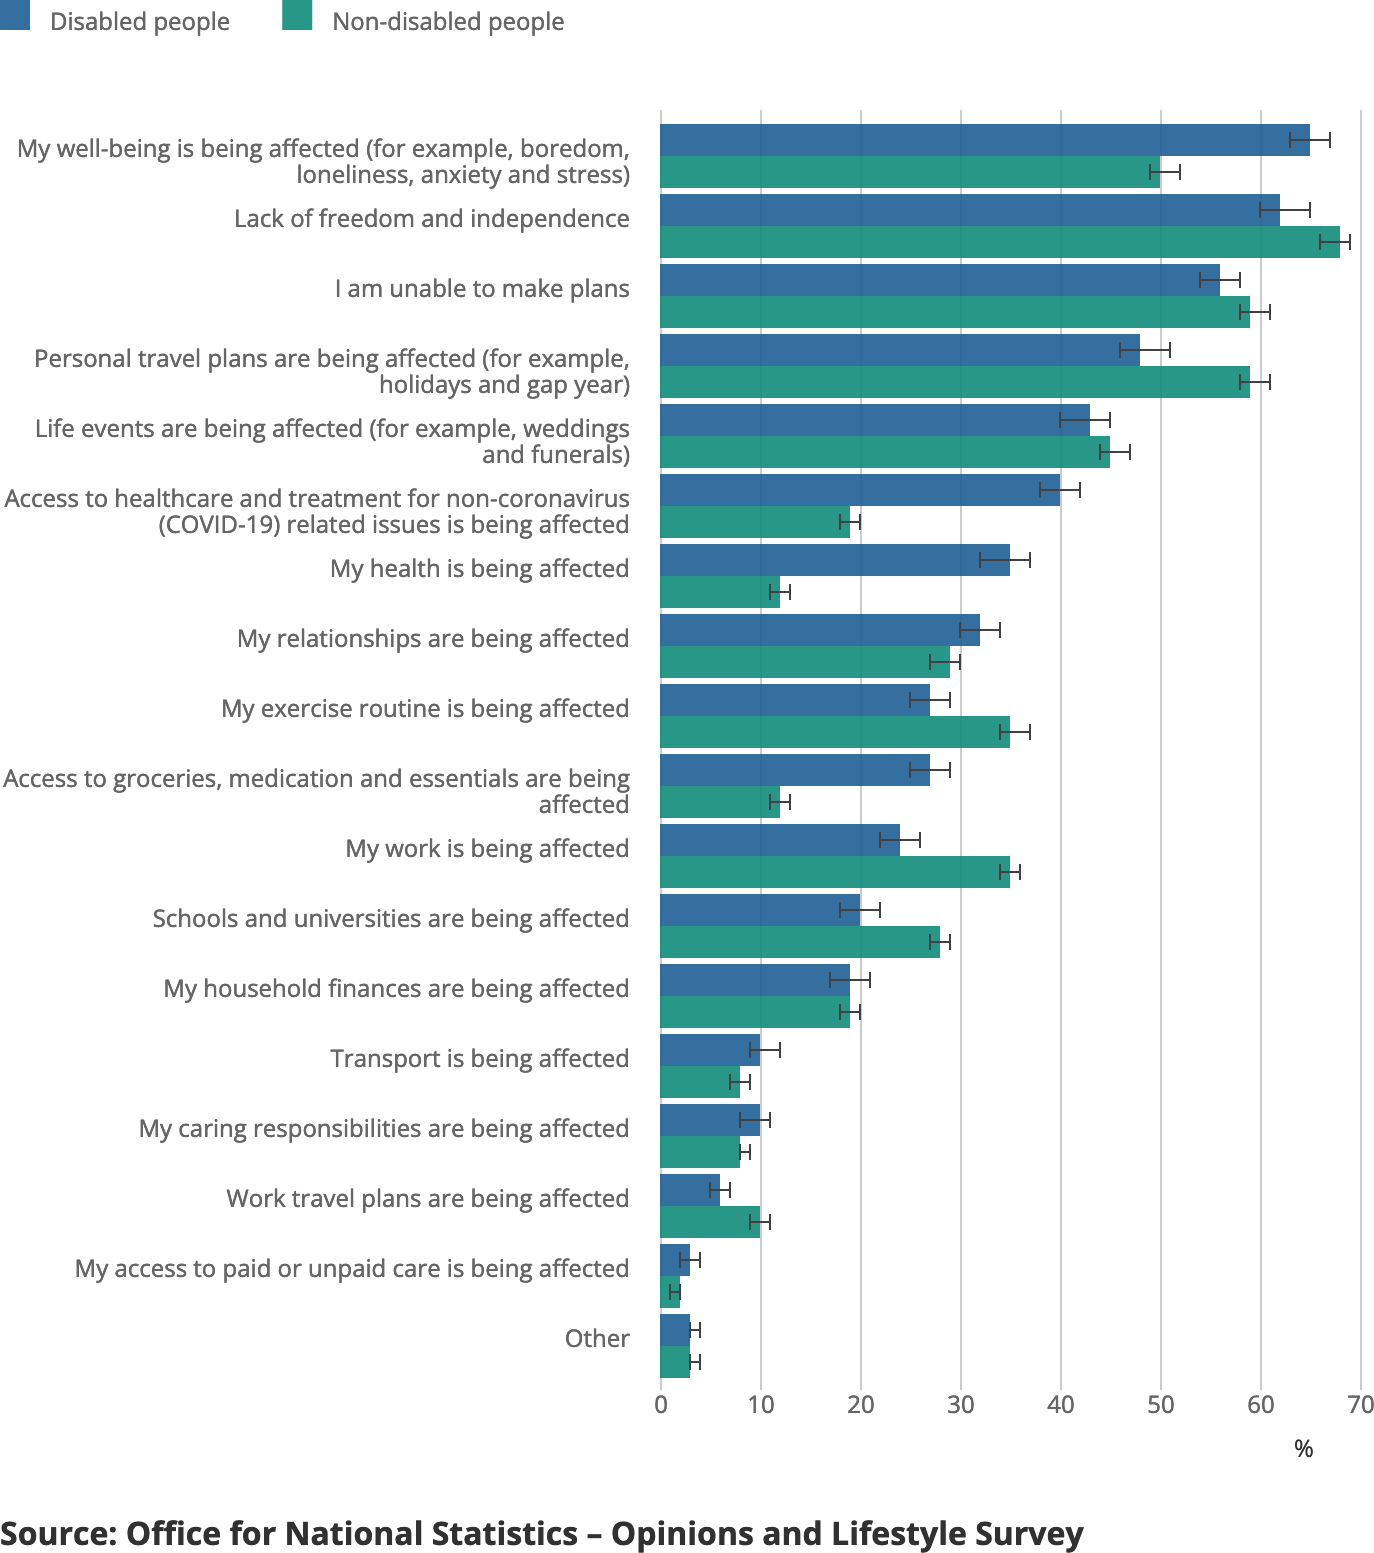 Disabled people Non-disabled people
My well-being is being affected (for example, boredom,
loneliness, anxiety and stress)
Lack of freedom and independence
I am unable to make plans
Personal travel plans are being affected (for example,
holidays and gap year)
Life events are being affected (for example, weddings
and funerals)
Access to healthcare and treatment for non-coronavirus
(COVID-19) related issues is being affected
My health is being affected
My relationships are being affected
My exercise routine is being affected
Access to groceries, medication and essentials are being
affected
My work is being affected
Schools and universities are being affected
My household finances are being affected
Transport is being affected
My caring responsibilities are being affected
Work travel plans are being affected
My access to paid or unpaid care is being affected
Other
0 10 20 30 40 50 60 70
%
Source: Office for National Statistics – Opinions and Lifestyle Survey